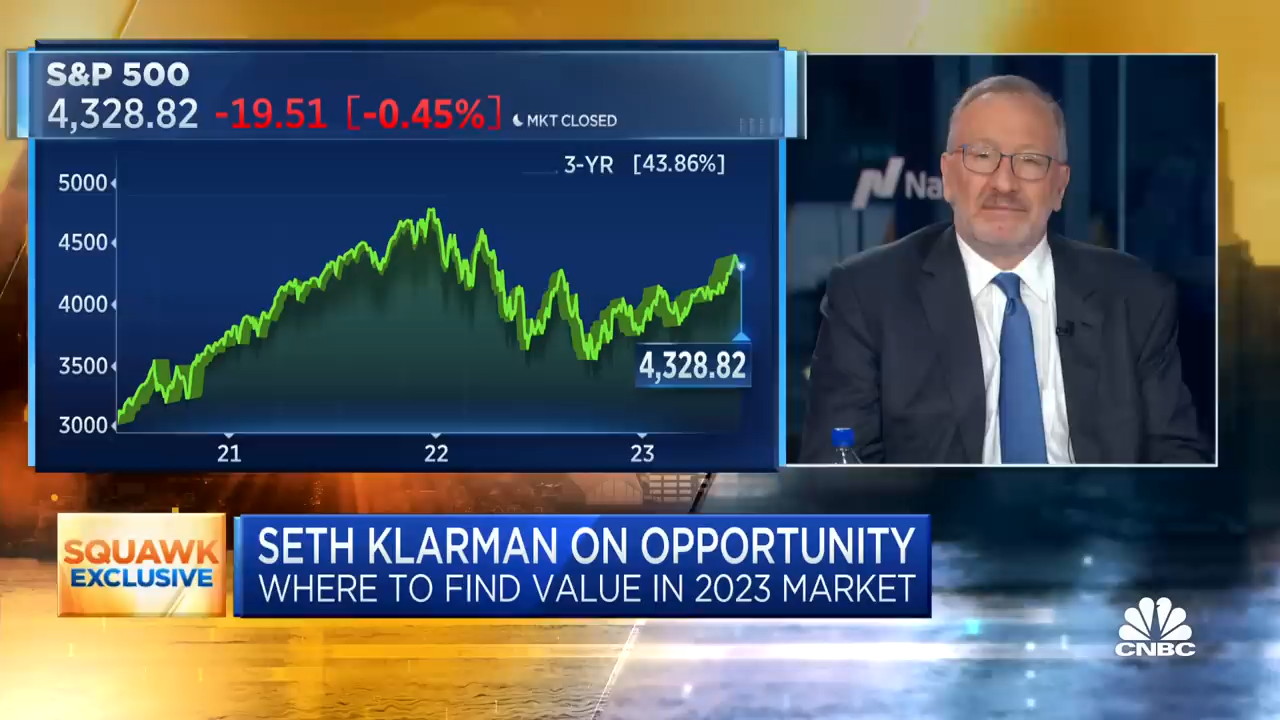 S&P 500
4,328.82 -19.51 [-0.45%] MKT CLOSED
3-YR [43.86%]
5000
4500
4000
3500
3000
4,328.82
21 22 23
Na
SQUAWK
EXCLUSIVE
SETH KLARMAN ON OPPORTUNITY
WHERE TO FIND VALUE IN 2023 MARKET
CNBC